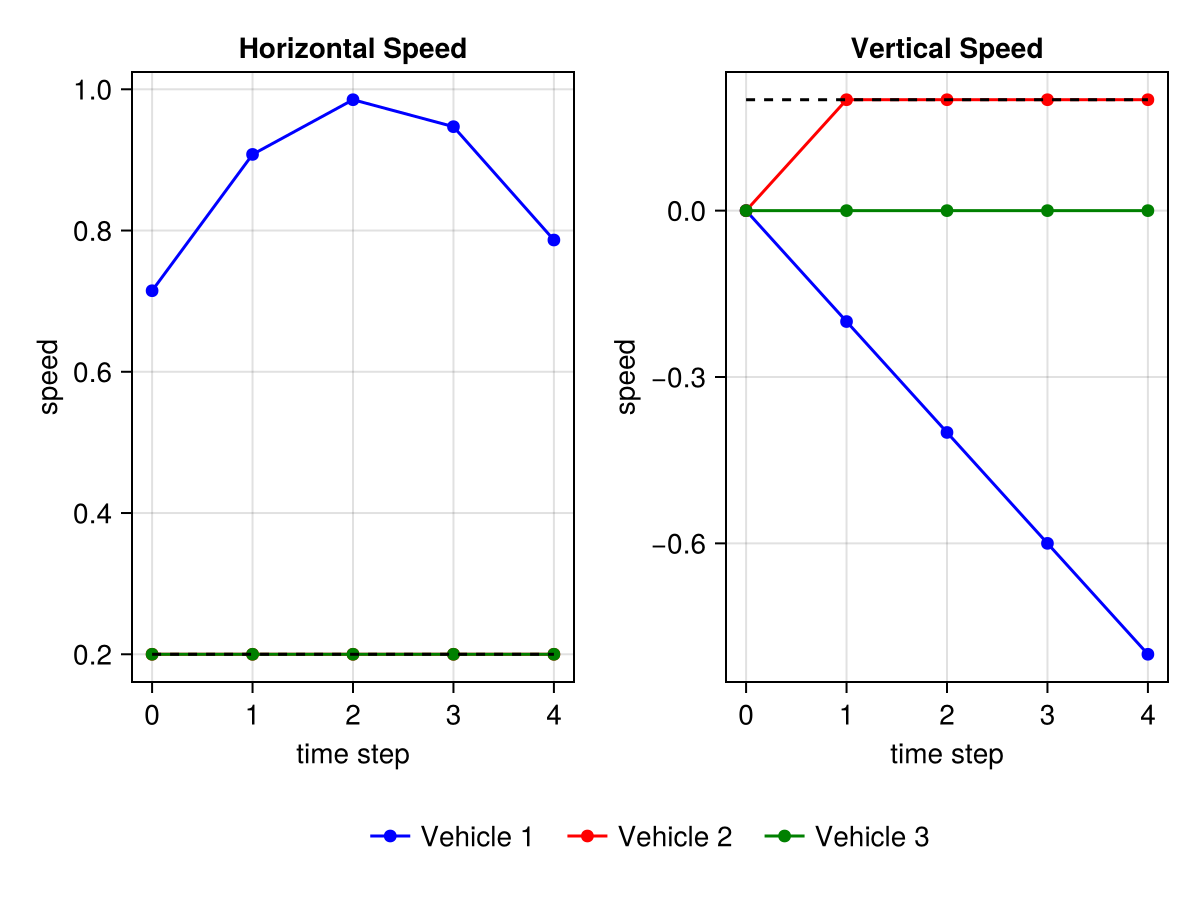 Horizontal Speed
1.0
0.8
0.6
0.4
0.2
speed
0 1 2 3 4
time step
Vertical Speed
0.0
−0.3
−0.6
speed
0 1 2 3 4
time step
Vehicle 1 Vehicle 2 Vehicle 3